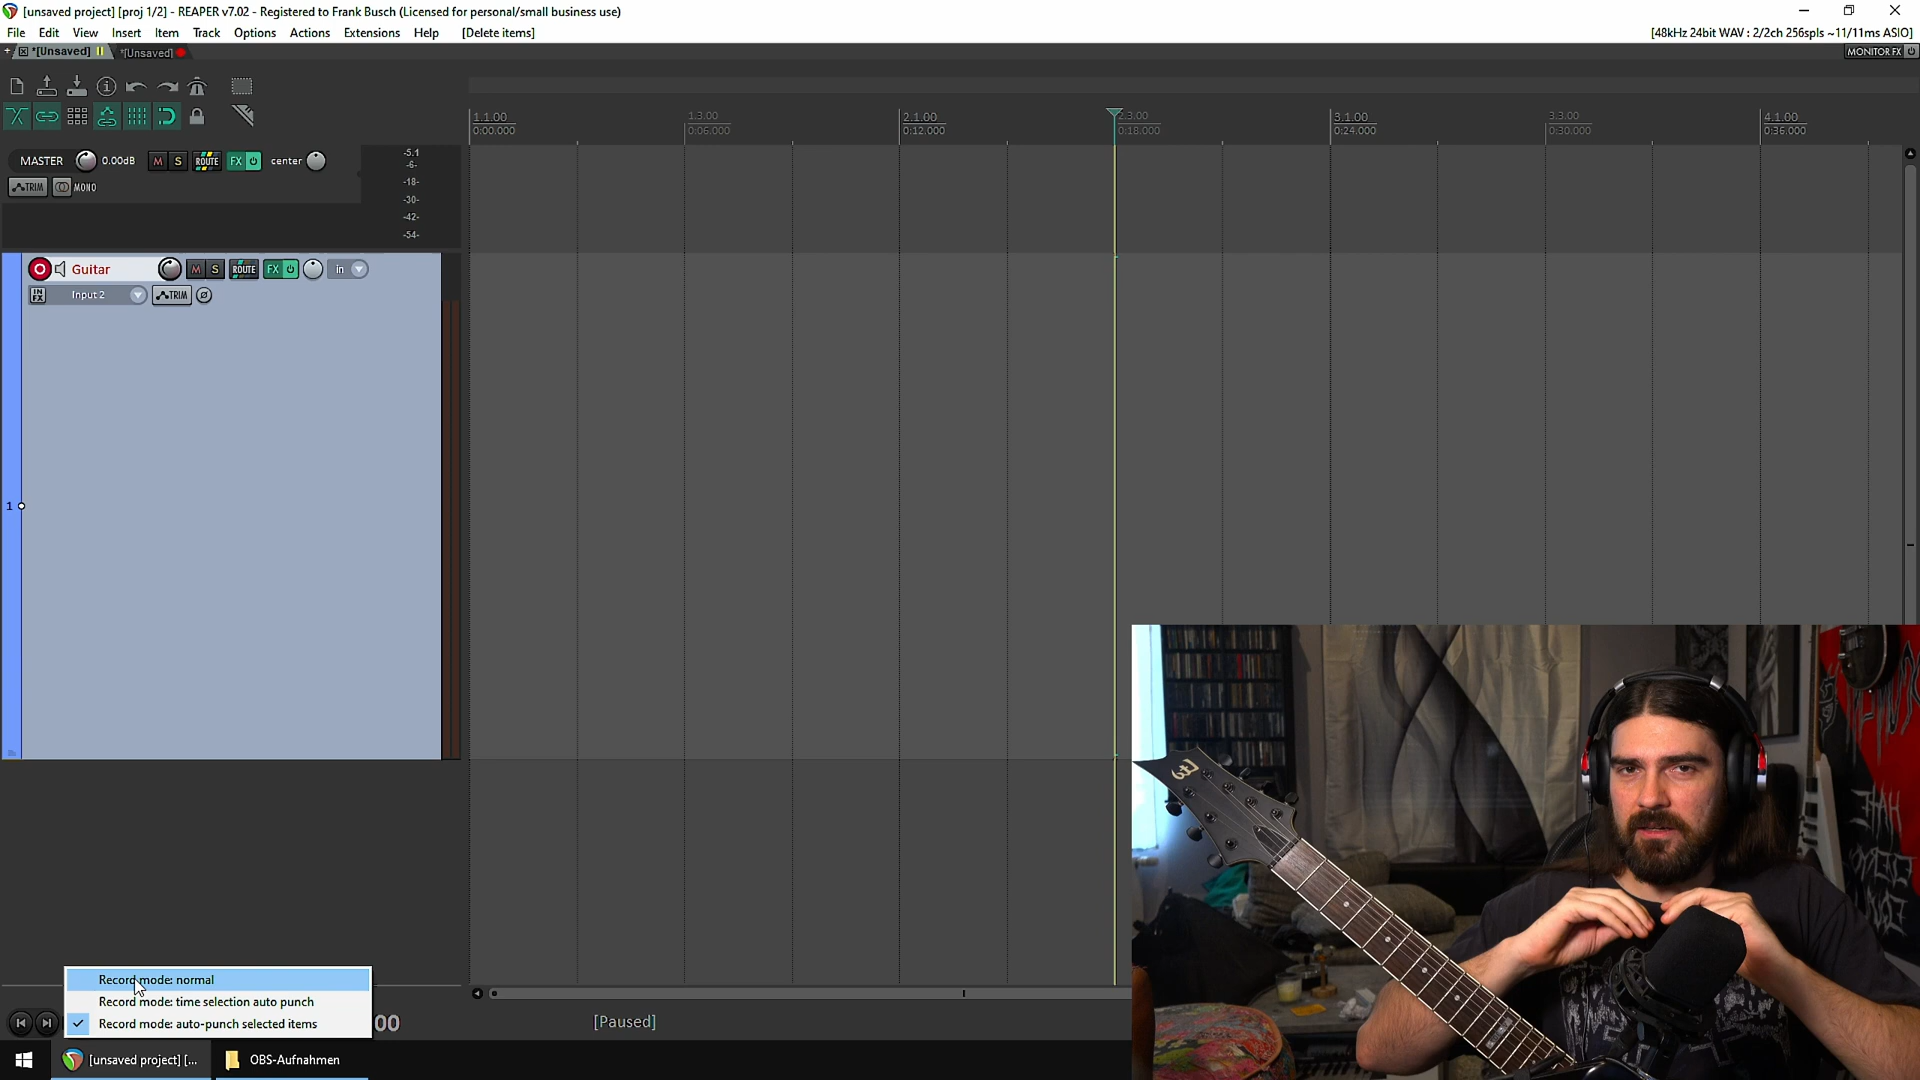 [unsaved project] [proj 1/2] - REAPER v7.02 - Registered to Frank Busch (Licensed for personal/small business use)
File Edit View Insert Item Track Options Actions Extensions Help [Delete items]
[48kHz 24bit WAV : 2/2ch 256spls ~11/11ms ASIO]
+ *[Unsaved] *[Unsaved]
MONITOR FX
1.1.00 1.3.00 2.1.00 2.3.00 3.1.00 3.3.00 4.1.00
0:00.000 0:06.000 0:12.000 0:18.000 0:24.000 0:30.000 0:36.000
MASTER 0.00dB M S ROUTE FX center
TRIM MONO
-5.1
-6-
-18-
-30-
-42-
-54-
Guitar M S ROUTE FX in
IN FX Input 2 TRIM
1
Record mode: normal
Record mode: time selection auto punch
Record mode: auto-punch selected items
00
[Paused]
[unsaved project] [...
OBS-Aufnahmen